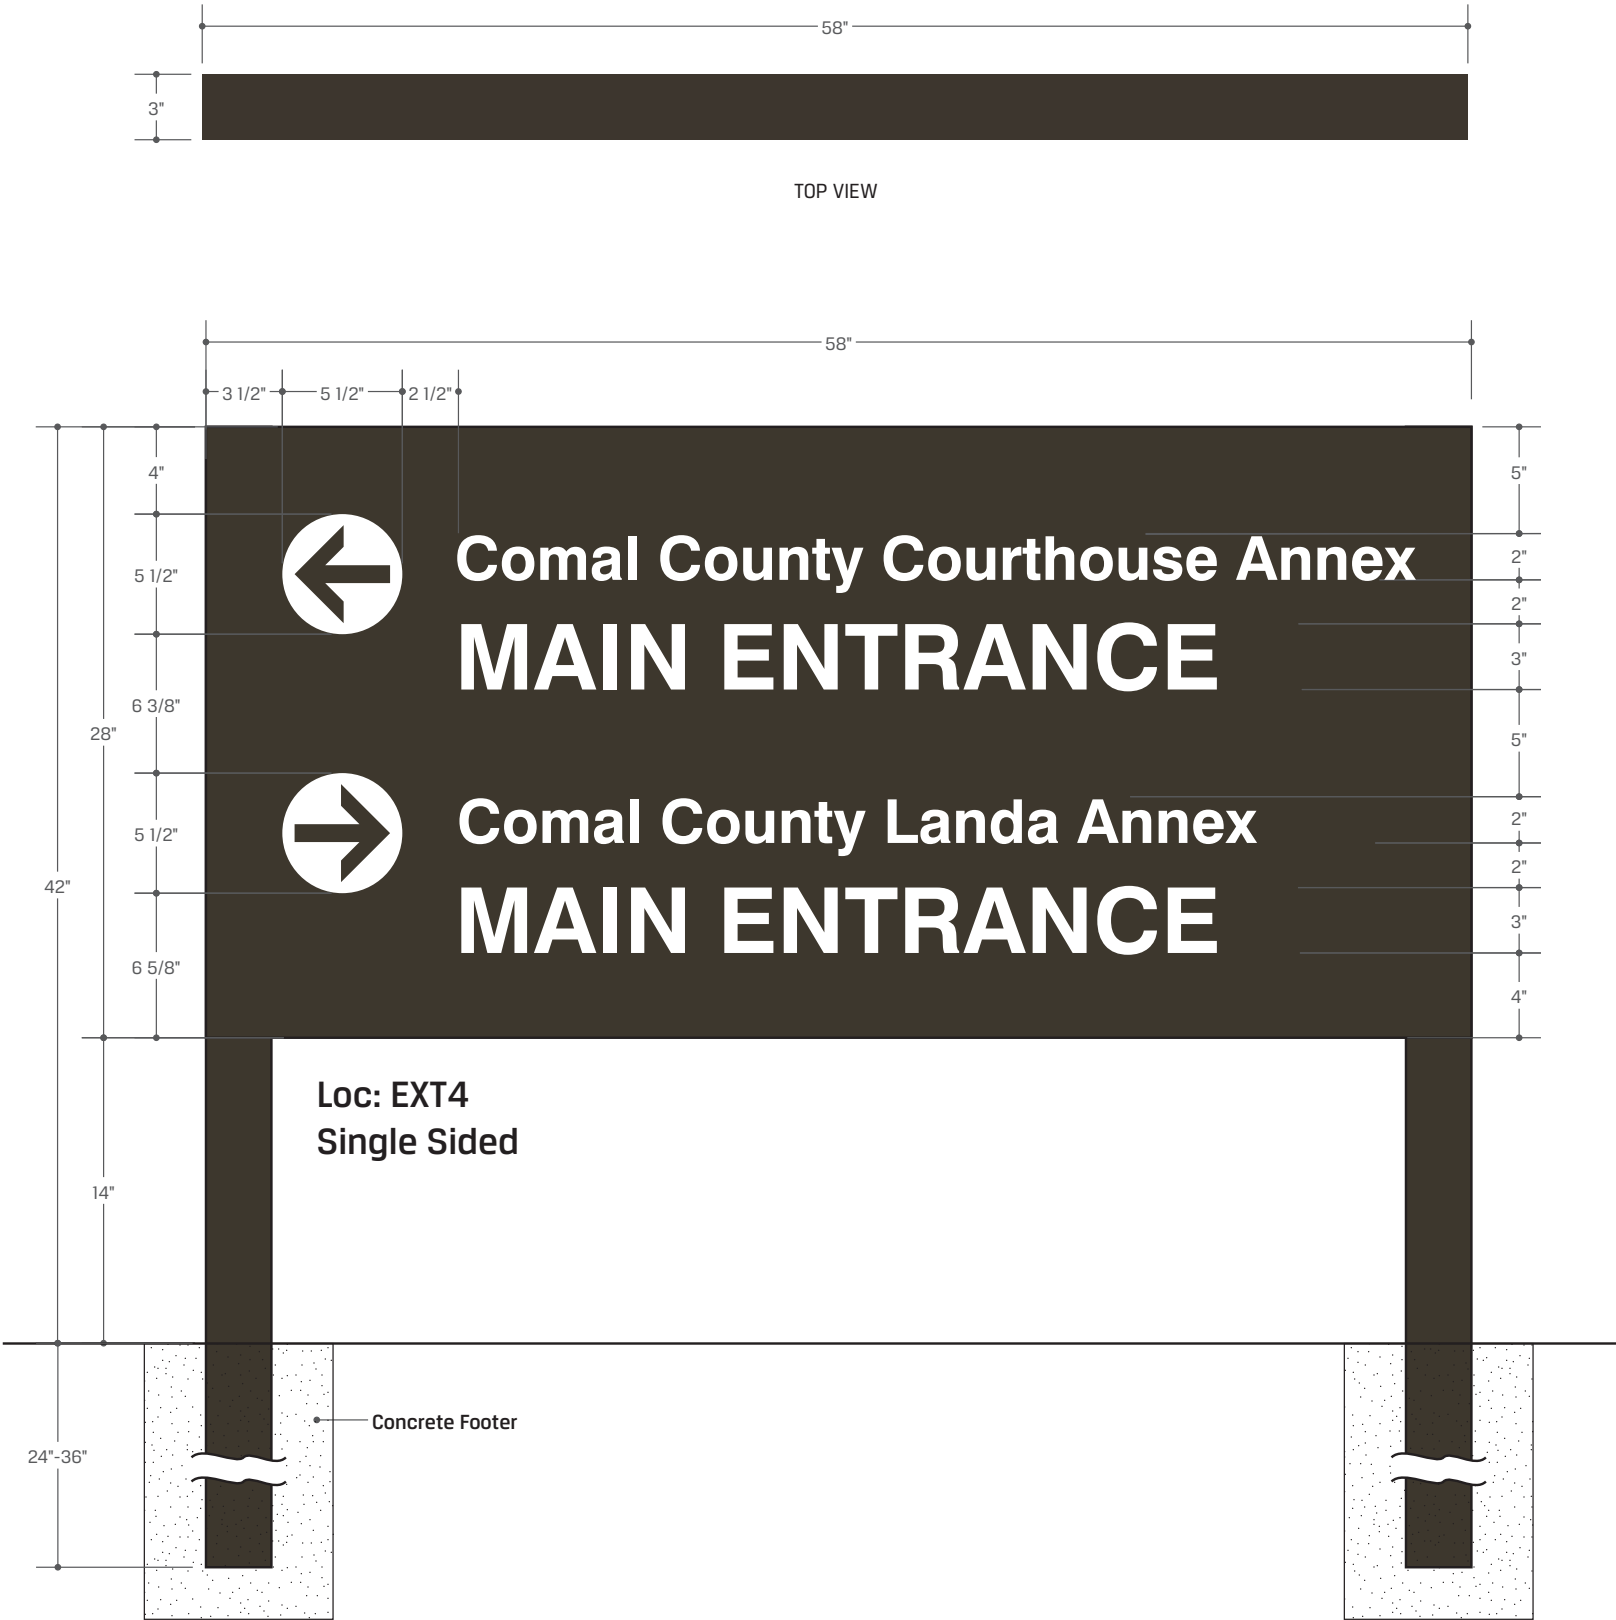 58"
3"
TOP VIEW
58"
3 1/2" 5 1/2" 2 1/2"
4"
5"
5 1/2"
Comal County Courthouse Annex
2"
2"
MAIN ENTRANCE
3"
6 3/8"
28"
5"
5 1/2"
Comal County Landa Annex
2"
2"
42"
MAIN ENTRANCE
3"
6 5/8"
4"
Loc: EXT4
Single Sided
14"
Concrete Footer
24"-36"